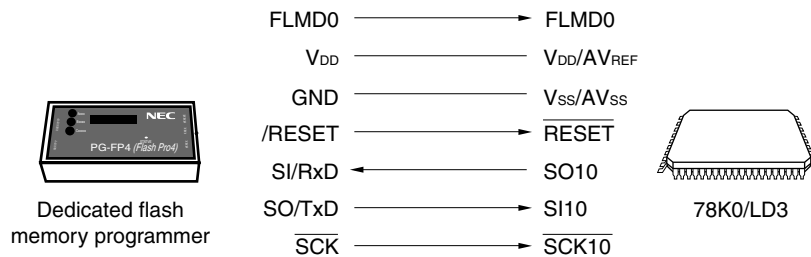 FLMD0 FLMD0
VDD VDD/AVREF
GND VSS/AVSS
/RESET RESET
SI/RxD SO10
SO/TxD SI10
SCK SCK10
NEC
PG-FP4 (Flash Pro4)
Dedicated flash
memory programmer
78K0/LD3